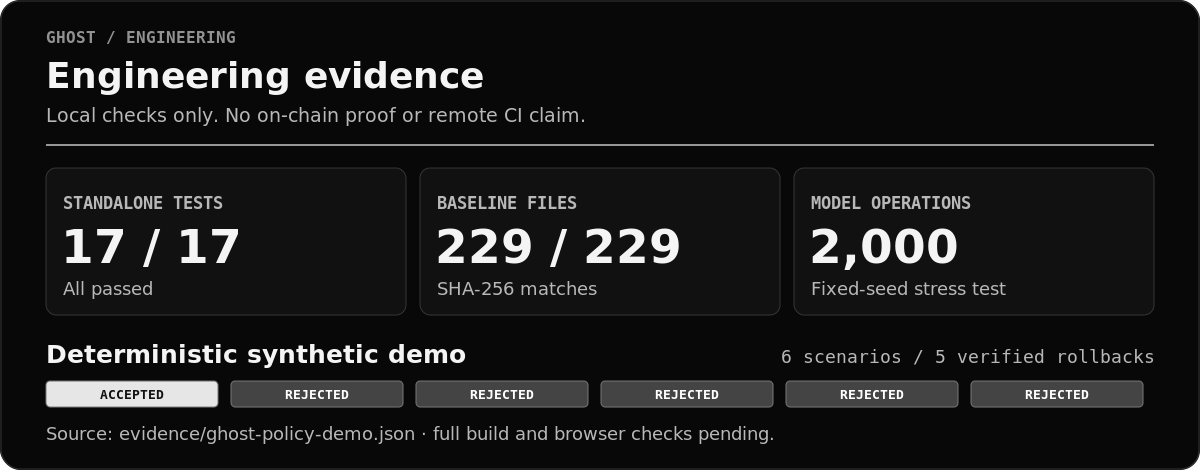 GHOST / ENGINEERING
Engineering evidence
Local checks only. No on-chain proof or remote CI claim.
STANDALONE TESTS
17 / 17
All passed
BASELINE FILES
229 / 229
SHA-256 matches
MODEL OPERATIONS
2,000
Fixed-seed stress test
Deterministic synthetic demo
6 scenarios / 5 verified rollbacks
ACCEPTED
REJECTED
REJECTED
REJECTED
REJECTED
REJECTED
Source: evidence/ghost-policy-demo.json · full build and browser checks pending.